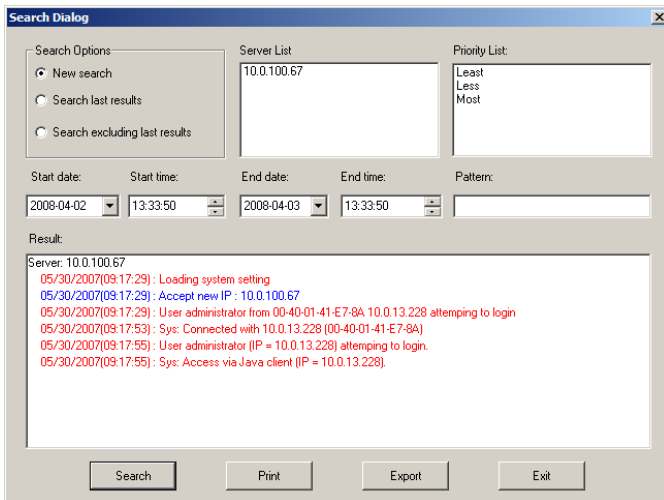 Search Dialog
Search Options
New search
Search last results
Search excluding last results
Server List
10.0.100.67
Priority List:
Least
Less
Most
Start date:
Start time:
End date:
End time:
Pattern:
2008-04-02
13:33:50
2008-04-03
13:33:50
Result:
Server: 10.0.100.67
05/30/2007(09:17:29) : Loading system setting
05/30/2007(09:17:29) : Accept new IP : 10.0.100.67
05/30/2007(09:17:29) : User administrator from 00-40-01-41-E7-8A 10.0.13.228 attemping to login
05/30/2007(09:17:53) : Sys: Connected with 10.0.13.228 (00-40-01-41-E7-8A)
05/30/2007(09:17:55) : User administrator (IP = 10.0.13.228) attemping to login.
05/30/2007(09:17:55) : Sys: Access via Java client (IP = 10.0.13.228).
Search
Print
Export
Exit